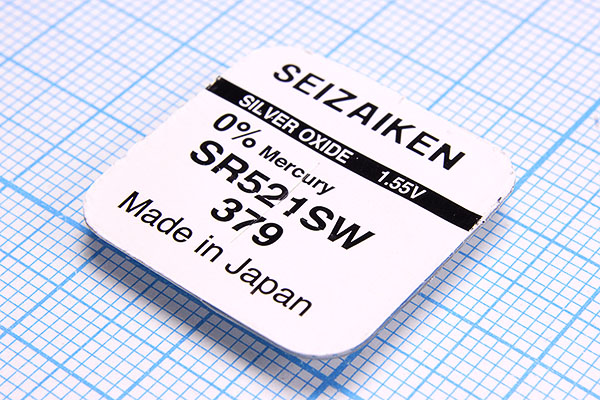 SEIZAIKEN
SILVER OXIDE 1.55V
0% Mercury
SR521SW
379
Made in Japan